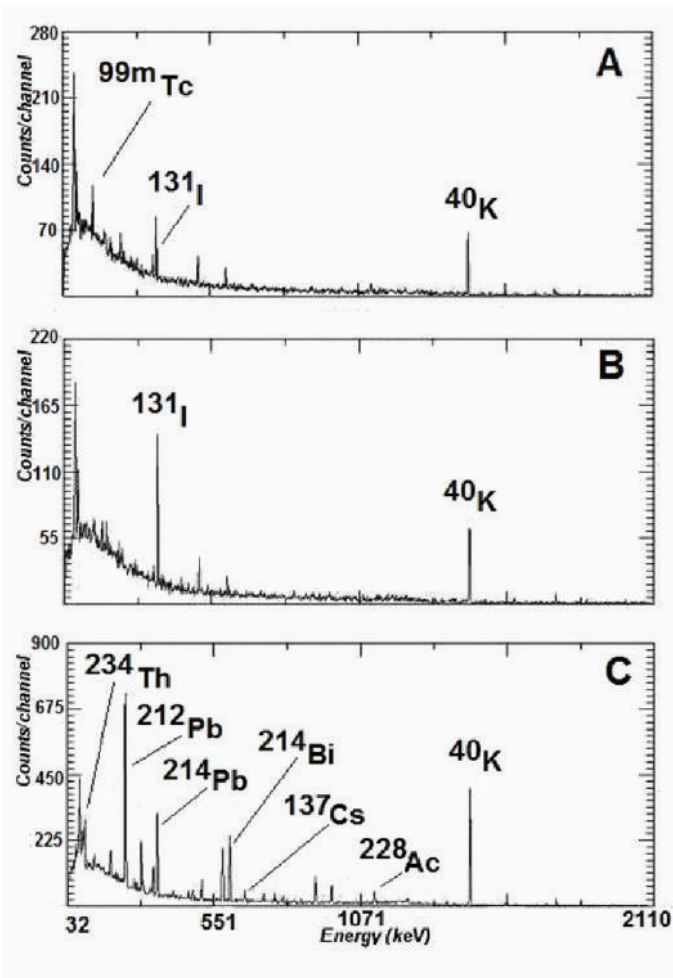 280
A
99m Tc
210
Counts/channel
140
131 I
40 K
70
220
B
131 I
165
Counts/channel
110
40 K
55
900
C
234 Th
212 Pb
675
Counts/channel
214 Bi
40 K
214 Pb
450
137 Cs
228 Ac
225
32 551 1071 2110
Energy (keV)